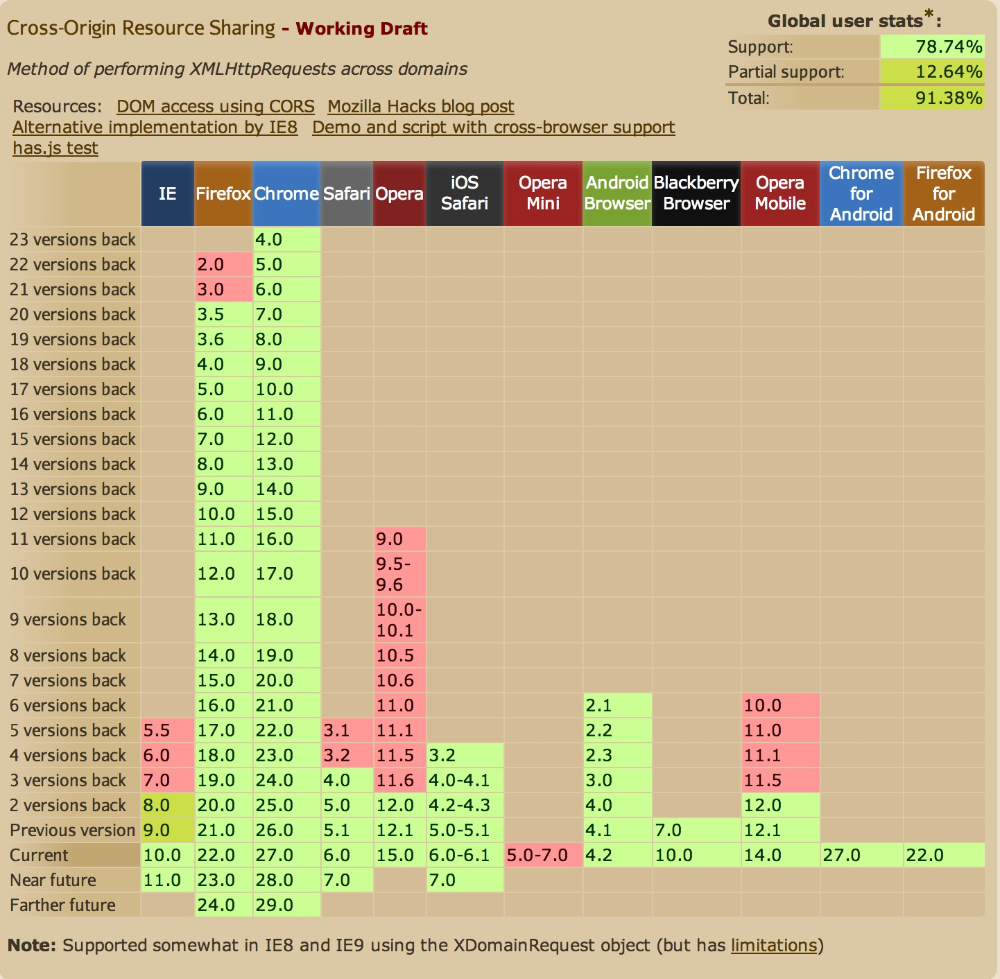 Cross-Origin Resource Sharing - Working Draft
Global user stats*:
Support: 78.74%
Partial support: 12.64%
Total: 91.38%
Method of performing XMLHttpRequests across domains
Resources: DOM access using CORS Mozilla Hacks blog post
Alternative implementation by IE8 Demo and script with cross-browser support
has.js test
IE Firefox Chrome Safari Opera iOS Safari Opera Mini Android Browser Blackberry Browser Opera Mobile Chrome for Android Firefox for Android
23 versions back 4.0
22 versions back 2.0 5.0
21 versions back 3.0 6.0
20 versions back 3.5 7.0
19 versions back 3.6 8.0
18 versions back 4.0 9.0
17 versions back 5.0 10.0
16 versions back 6.0 11.0
15 versions back 7.0 12.0
14 versions back 8.0 13.0
13 versions back 9.0 14.0
12 versions back 10.0 15.0
11 versions back 11.0 16.0 9.0
10 versions back 12.0 17.0 9.5-9.6
9 versions back 13.0 18.0 10.0-10.1
8 versions back 14.0 19.0 10.5
7 versions back 15.0 20.0 10.6
6 versions back 16.0 21.0 11.0 2.1 10.0
5 versions back 5.5 17.0 22.0 3.1 11.1 2.2 11.0
4 versions back 6.0 18.0 23.0 3.2 11.5 3.2 2.3 11.1
3 versions back 7.0 19.0 24.0 4.0 11.6 4.0-4.1 3.0 11.5
2 versions back 8.0 20.0 25.0 5.0 12.0 4.2-4.3 4.0 12.0
Previous version 9.0 21.0 26.0 5.1 12.1 5.0-5.1 4.1 7.0 12.1
Current 10.0 22.0 27.0 6.0 15.0 6.0-6.1 5.0-7.0 4.2 10.0 14.0 27.0 22.0
Near future 11.0 23.0 28.0 7.0 7.0
Farther future 24.0 29.0
Note: Supported somewhat in IE8 and IE9 using the XDomainRequest object (but has limitations)